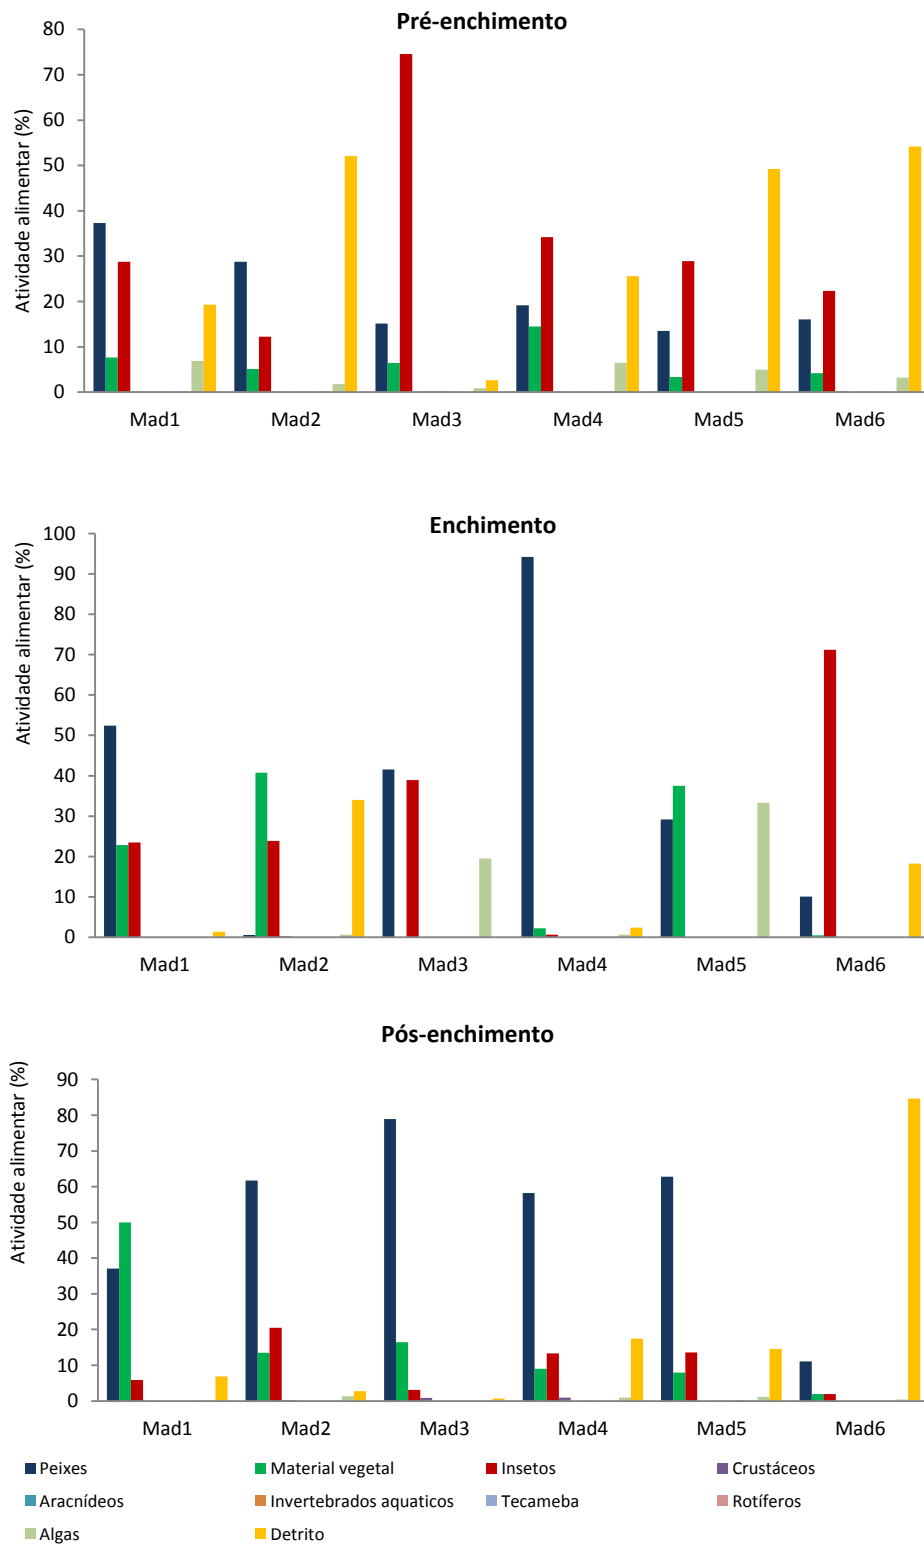 Pré-enchimento
Atividade alimentar (%)
80
70
60
50
40
30
20
10
0
Mad1 Mad2 Mad3 Mad4 Mad5 Mad6
Enchimento
Atividade alimentar (%)
100
90
80
70
60
50
40
30
20
10
0
Mad1 Mad2 Mad3 Mad4 Mad5 Mad6
Pós-enchimento
Atividade alimentar (%)
90
80
70
60
50
40
30
20
10
0
Mad1 Mad2 Mad3 Mad4 Mad5 Mad6
Peixes Material vegetal Insetos Crustáceos
Aracnídeos Invertebrados aquaticos Tecameba Rotíferos
Algas Detrito